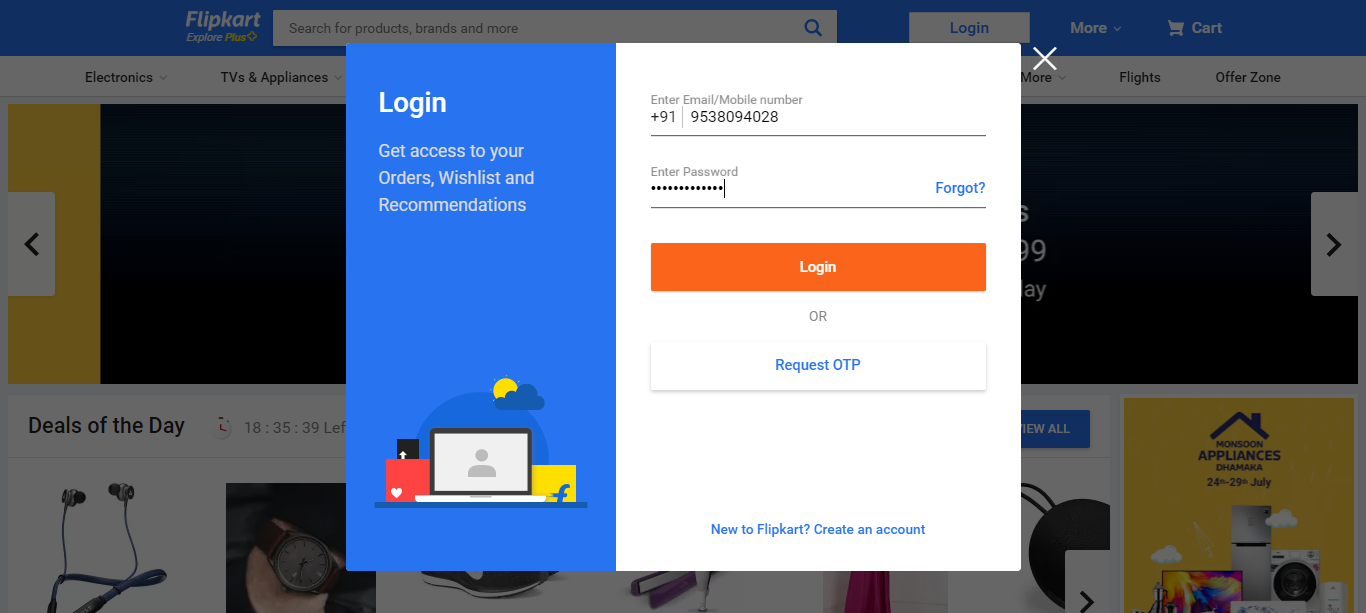 Flipkart
Explore Plus
Search for products, brands and more
Login
More
Cart
Electronics
TVs & Appliances
More
Flights
Offer Zone
Login
Get access to your
Orders, Wishlist and
Recommendations
Enter Email/Mobile number
+91 9538094028
Enter Password
•••••••••••••
Forgot?
Login
OR
Request OTP
New to Flipkart? Create an account
Deals of the Day
18 : 35 : 39 Lef
VIEW ALL
MONSOON
APPLIANCES
DHAMAKA
24th-29th July